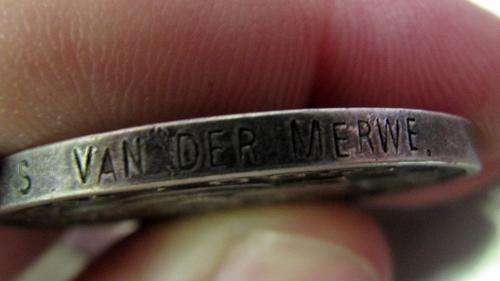 S VAN DER MERWE.